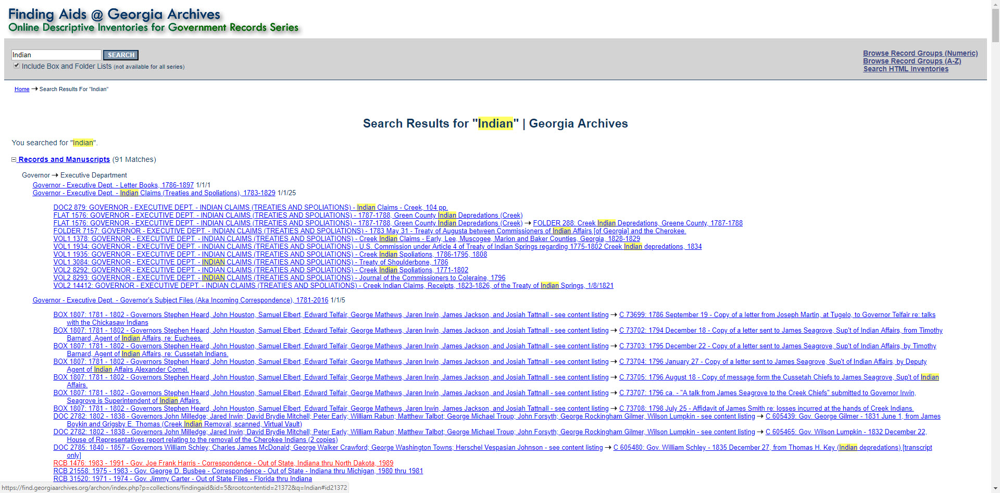 Finding Aids @ Georgia Archives
Online Descriptive Inventories for Government Records Series
Indian SEARCH
Include Box and Folder Lists (not available for all series)
Browse Record Groups (Numeric)
Browse Record Groups (A-Z)
Search HTML Inventories
Home → Search Results For "Indian"
Search Results for "Indian" | Georgia Archives
You searched for "Indian".
Records and Manuscripts (91 Matches)
Governor → Executive Department
Governor - Executive Dept. - Letter Books, 1786-1897 1/1/1
Governor - Executive Dept. - Indian Claims (Treaties and Spoliations), 1783-1829 1/1/25
DOC2 879: GOVERNOR - EXECUTIVE DEPT. - INDIAN CLAIMS (TREATIES AND SPOLIATIONS) - Indian Claims - Creek, 104 pp.
FLAT 1576: GOVERNOR - EXECUTIVE DEPT. - INDIAN CLAIMS (TREATIES AND SPOLIATIONS) - 1787-1788, Green County Indian Depredations (Creek)
FLAT 1576: GOVERNOR - EXECUTIVE DEPT. - INDIAN CLAIMS (TREATIES AND SPOLIATIONS) - 1787-1788, Green County Indian Depredations (Creek) → FOLDER 288: Creek Indian Depredations, Greene County, 1787-1788
FOLDER 7157: GOVERNOR - EXECUTIVE DEPT. - INDIAN CLAIMS (TREATIES AND SPOLIATIONS) - 1783 May 31 - Treaty of Augusta between Commissioners of Indian Affairs [of Georgia] and the Cherokee.
VOL1 1378: GOVERNOR - EXECUTIVE DEPT. - INDIAN CLAIMS (TREATIES AND SPOLIATIONS) - Creek Indian Claims - Early, Lee, Muscogee, Marion and Baker Counties, Georgia, 1828-1829
VOL1 1934: GOVERNOR - EXECUTIVE DEPT. - INDIAN CLAIMS (TREATIES AND SPOLIATIONS) - U.S. Commission under Article 4 of Treaty of Indian Springs regarding 1775-1802 Creek Indian depredations, 1834
VOL1 1935: GOVERNOR - EXECUTIVE DEPT. - INDIAN CLAIMS (TREATIES AND SPOLIATIONS) - Creek Indian Spoliations, 1786-1795, 1808
VOL1 3084: GOVERNOR - EXECUTIVE DEPT. - INDIAN CLAIMS (TREATIES AND SPOLIATIONS) - Treaty of Shoulderbone, 1786
VOL2 8292: GOVERNOR - EXECUTIVE DEPT. - INDIAN CLAIMS (TREATIES AND SPOLIATIONS) - Creek Indian Spoliations, 1771-1802
VOL2 8293: GOVERNOR - EXECUTIVE DEPT. - INDIAN CLAIMS (TREATIES AND SPOLIATIONS) - Journal of the Commissioners to Coleraine, 1796
VOL2 14412: GOVERNOR - EXECUTIVE DEPT. - INDIAN CLAIMS (TREATIES AND SPOLIATIONS) - Creek Indian Claims, Receipts, 1823-1826, of the Treaty of Indian Springs, 1/8/1821
Governor - Executive Dept. - Governor's Subject Files (Aka Incoming Correspondence), 1781-2016 1/1/5
BOX 1807: 1781 - 1802 - Governors Stephen Heard, John Houston, Samuel Elbert, Edward Telfair, George Mathews, Jaren Irwin, James Jackson, and Josiah Tattnall - see content listing → C 73699: 1786 September 19 - Copy of a letter from Joseph Martin, at Tugelo, to Governor Telfair re: talks
with the Chickasaw Indians
BOX 1807: 1781 - 1802 - Governors Stephen Heard, John Houston, Samuel Elbert, Edward Telfair, George Mathews, Jaren Irwin, James Jackson, and Josiah Tattnall - see content listing → C 73702: 1794 December 18 - Copy of a letter sent to James Seagrove, Sup't of Indian Affairs, from Timothy
Barnard, Agent of Indian Affairs, re: Euchees.
BOX 1807: 1781 - 1802 - Governors Stephen Heard, John Houston, Samuel Elbert, Edward Telfair, George Mathews, Jaren Irwin, James Jackson, and Josiah Tattnall - see content listing → C 73703: 1795 December 22 - Copy of a letter sent to James Seagrove, Sup't of Indian Affairs, by Timothy
Barnard, Agent of Indian Affairs, re: Cussetah Indians.
BOX 1807: 1781 - 1802 - Governors Stephen Heard, John Houston, Samuel Elbert, Edward Telfair, George Mathews, Jaren Irwin, James Jackson, and Josiah Tattnall - see content listing → C 73704: 1796 January 27 - Copy of a letter sent to James Seagrove, Sup't of Indian Affairs, by Deputy
Agent of Indian Affairs Alexander Cornel.
BOX 1807: 1781 - 1802 - Governors Stephen Heard, John Houston, Samuel Elbert, Edward Telfair, George Mathews, Jaren Irwin, James Jackson, and Josiah Tattnall - see content listing → C 73705: 1796 August 18 - Copy of message form the Cussetah Chiefs to James Seagrove, Sup't of Indian
Affairs.
BOX 1807: 1781 - 1802 - Governors Stephen Heard, John Houston, Samuel Elbert, Edward Telfair, George Mathews, Jaren Irwin, James Jackson, and Josiah Tattnall - see content listing → C 73707: 1796 ca. - "A talk from James Seagrove to the Creek Chiefs" submitted to Governor Irwin,
Seagrove is Superintendent of Indian Affairs.
BOX 1807: 1781 - 1802 - Governors Stephen Heard, John Houston, Samuel Elbert, Edward Telfair, George Mathews, Jaren Irwin, James Jackson, and Josiah Tattnall - see content listing → C 73708: 1798 July 25 - Affidavit of James Smith re: losses incurred at the hands of Creek Indians.
DOC 2782: 1802 - 1838 - Governors John Milledge; Jared Irwin; David Brydie Mitchell; Peter Early; William Rabun; Matthew Talbot; George Michael Troup; John Forsyth; George Rockingham Gilmer, Wilson Lumpkin - see content listing → C 605439: Gov. George Gilmer - 1831 June 1, from James
Boykin and Grigsby E. Thomas (Creek Indian Removal, scanned, Virtual Vault)
DOC 2782: 1802 - 1838 - Governors John Milledge; Jared Irwin; David Brydie Mitchell; Peter Early; William Rabun; Matthew Talbot; George Michael Troup; John Forsyth; George Rockingham Gilmer, Wilson Lumpkin - see content listing → C 605465: Gov. Wilson Lumpkin - 1832 December 22,
House of Representatives report relating to the removal of the Cherokee Indians (2 copies)
DOC 2785: 1840 - 1857 - Governors William Schley; Charles James McDonald; George Walker Crawford; George Washington Towns; Herschel Vespasian Johnson - see content listing → C 605480: Gov. William Schley - 1835 December 27, from Thomas H. Key (Indian depredations) [transcript
only]
RCB 1476: 1983 - 1991 - Gov. Joe Frank Harris - Correspondence - Out of State, Indiana thru North Dakota, 1989
RCB 21558: 1975 - 1983 - Gov. George D. Busbee - Correspondence - Out of State - Indiana thru Michigan, 1980 thru 1981
RCB 31520: 1971 - 1974 - Gov. Jimmy Carter - Out of State Files - Florida thru Indiana
https://find.georgiaarchives.org/archon/index.php?p=collections/findingaid&id=5&rootcontentid=21372&q=Indian#id21372